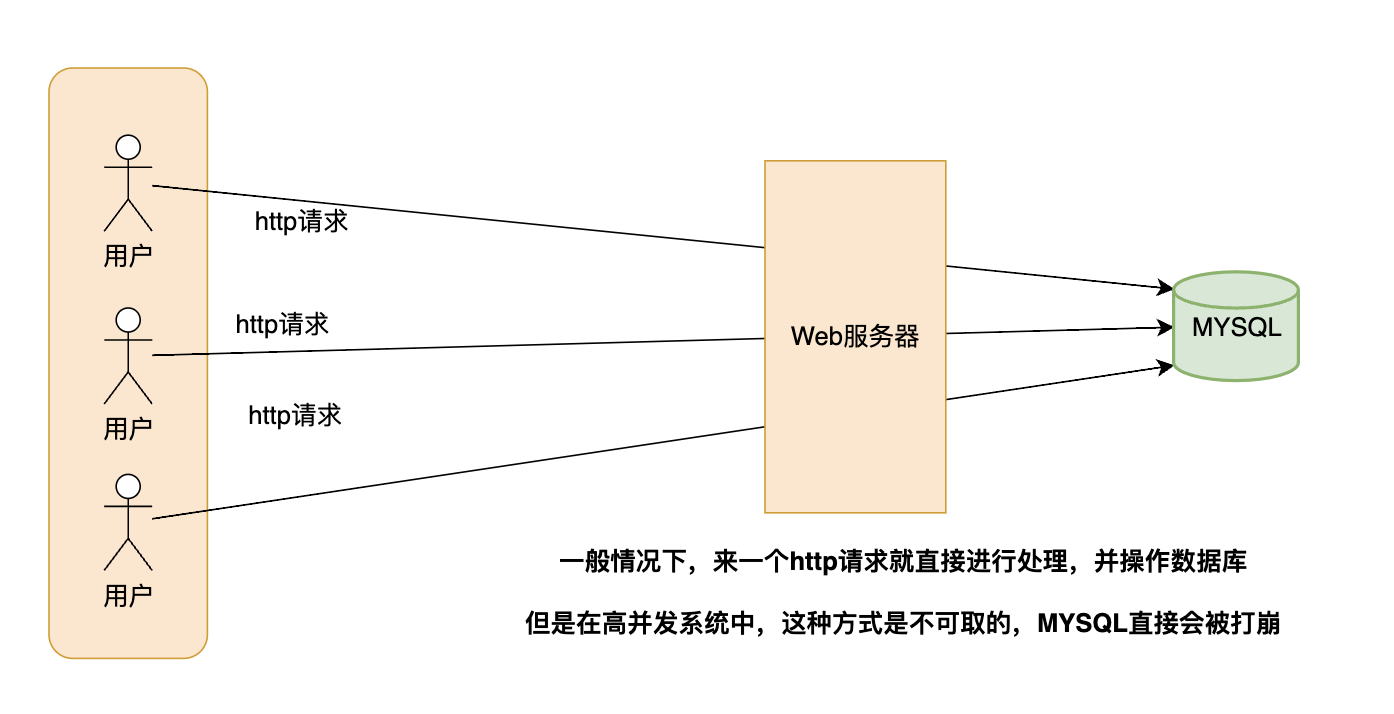 http请求
用户
http请求
Web服务器
MYSQL
http请求
用户
用户
一般情况下，来一个http请求就直接进行处理，并操作数据库
但是在高并发系统中，这种方式是不可取的，MYSQL直接会被打崩